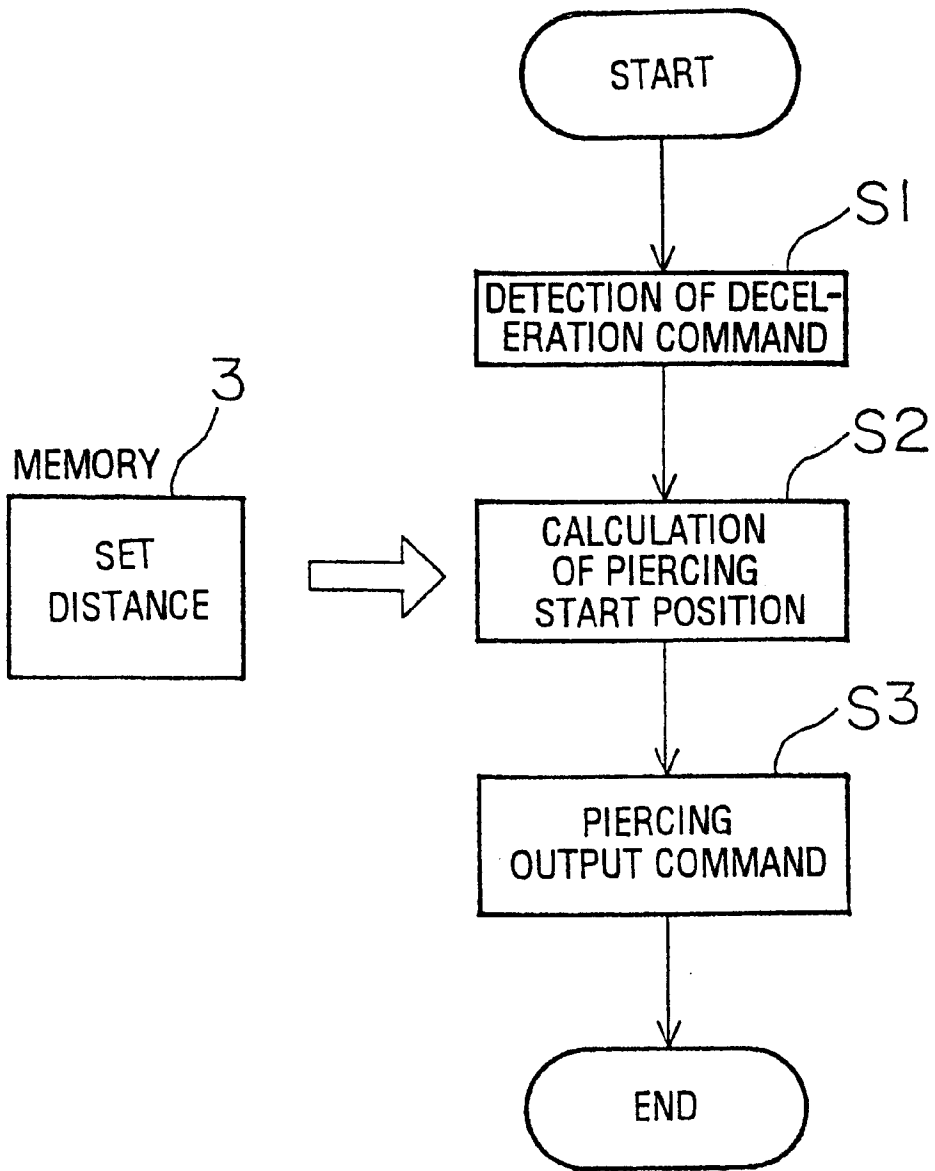 START
S1
DETECTION OF DECEL-
ERATION COMMAND
3
MEMORY
SET
DISTANCE
S2
CALCULATION
OF PIERCING
START POSITION
S3
PIERCING
OUTPUT COMMAND
END